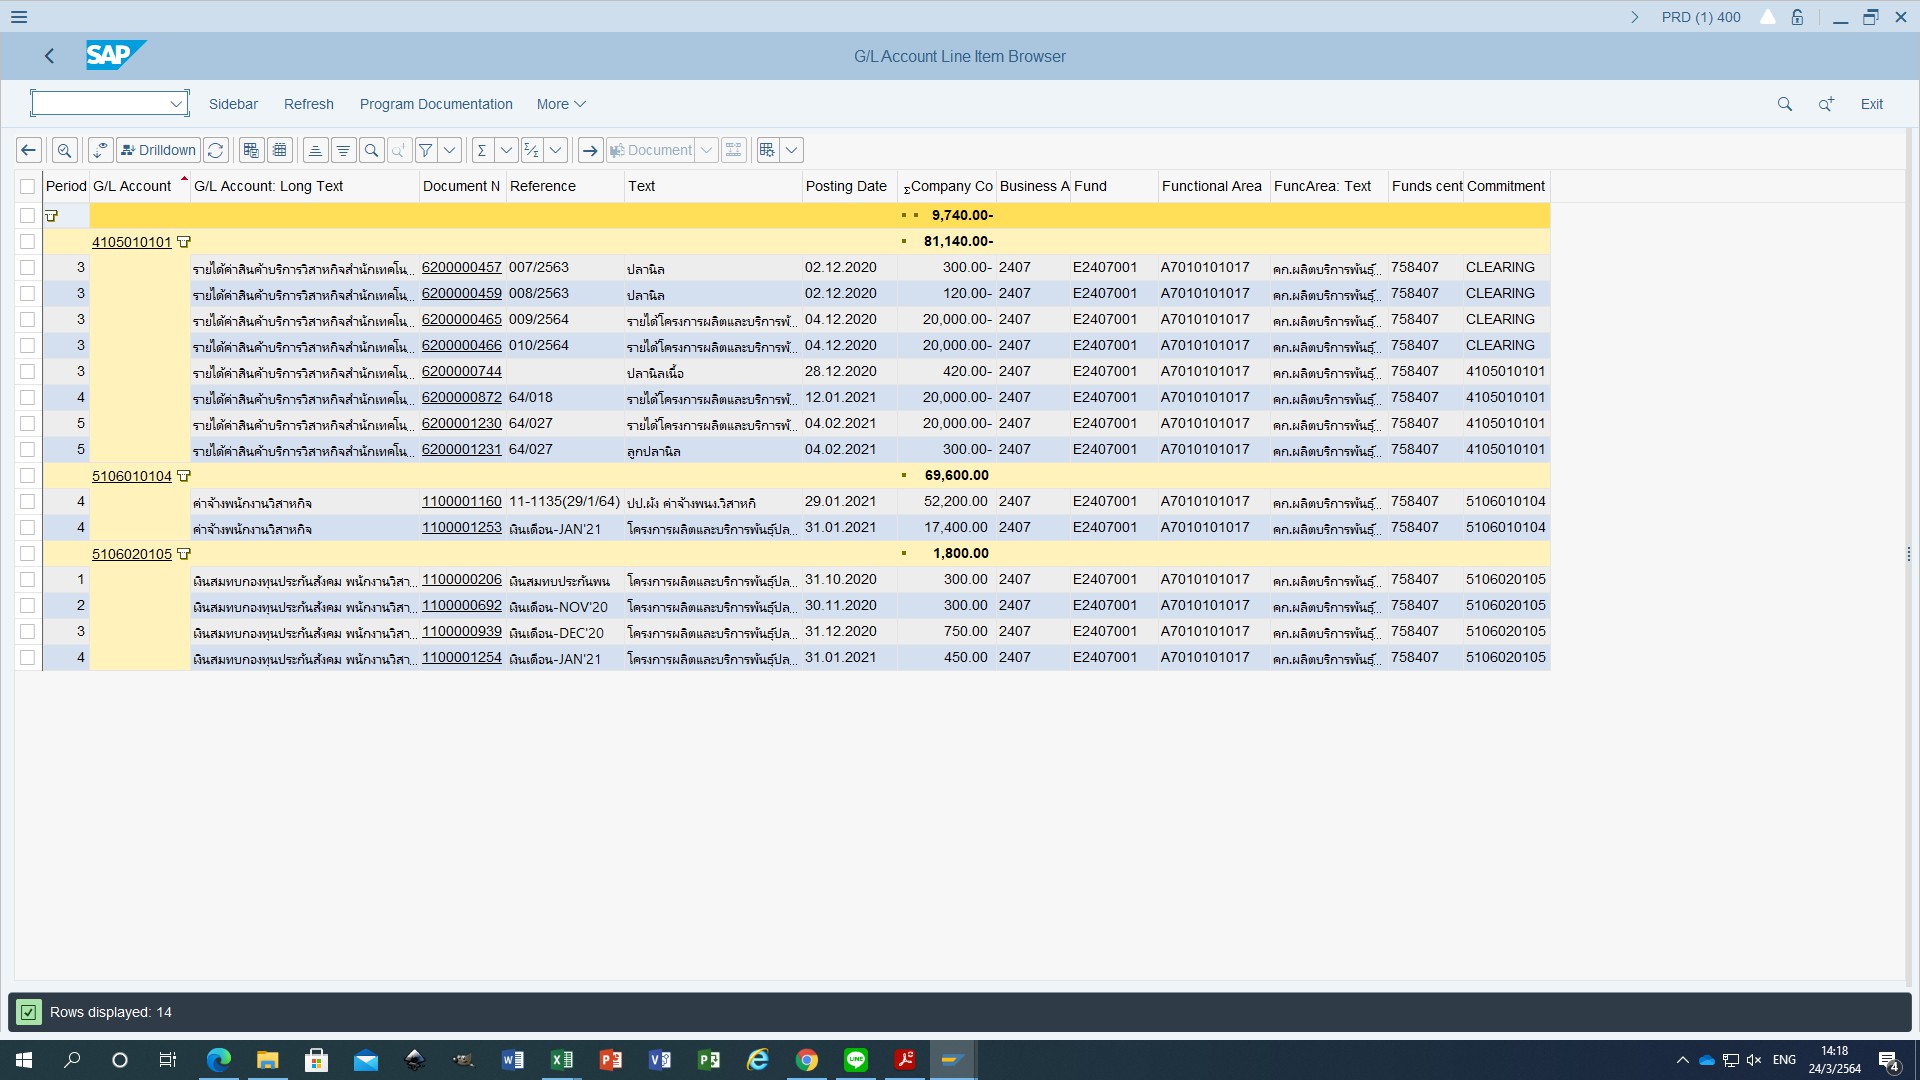 PRD (1) 400
SAP
G/L Account Line Item Browser
Sidebar Refresh Program Documentation More Exit
Drilldown Document
Period G/L Account G/L Account: Long Text Document N Reference Text Posting Date Company Co Business A Fund Functional Area FuncArea: Text Funds cent Commitment
9,740.00-
4105010101 81,140.00-
3 รายได้ค่าสินค้าบริการวิสาหกิจสำนักเทคโน... 6200000457 007/2563 ปลานิล 02.12.2020 300.00- 2407 E2407001 A7010101017 คก.ผลิตบริการพันธุ์... 758407 CLEARING
3 รายได้ค่าสินค้าบริการวิสาหกิจสำนักเทคโน... 6200000459 008/2563 ปลานิล 02.12.2020 120.00- 2407 E2407001 A7010101017 คก.ผลิตบริการพันธุ์... 758407 CLEARING
3 รายได้ค่าสินค้าบริการวิสาหกิจสำนักเทคโน... 6200000465 009/2564 รายได้โครงการผลิตและบริการพั... 04.12.2020 20,000.00- 2407 E2407001 A7010101017 คก.ผลิตบริการพันธุ์... 758407 CLEARING
3 รายได้ค่าสินค้าบริการวิสาหกิจสำนักเทคโน... 6200000466 010/2564 รายได้โครงการผลิตและบริการพั... 04.12.2020 20,000.00- 2407 E2407001 A7010101017 คก.ผลิตบริการพันธุ์... 758407 CLEARING
3 รายได้ค่าสินค้าบริการวิสาหกิจสำนักเทคโน... 6200000744 ปลานิลเนื้อ 28.12.2020 420.00- 2407 E2407001 A7010101017 คก.ผลิตบริการพันธุ์... 758407 4105010101
4 รายได้ค่าสินค้าบริการวิสาหกิจสำนักเทคโน... 6200000872 64/018 รายได้โครงการผลิตและบริการพั... 12.01.2021 20,000.00- 2407 E2407001 A7010101017 คก.ผลิตบริการพันธุ์... 758407 4105010101
5 รายได้ค่าสินค้าบริการวิสาหกิจสำนักเทคโน... 6200001230 64/027 รายได้โครงการผลิตและบริการพั... 04.02.2021 20,000.00- 2407 E2407001 A7010101017 คก.ผลิตบริการพันธุ์... 758407 4105010101
5 รายได้ค่าสินค้าบริการวิสาหกิจสำนักเทคโน... 6200001231 64/027 ลูกปลานิล 04.02.2021 300.00- 2407 E2407001 A7010101017 คก.ผลิตบริการพันธุ์... 758407 4105010101
5106010104 69,600.00
4 ค่าจ้างพนักงานวิสาหกิจ 1100001160 11-1135(29/1/64) ปป.ผัง ค่าจ้างพนง.วิสาหกิ 29.01.2021 52,200.00 2407 E2407001 A7010101017 คก.ผลิตบริการพันธุ์... 758407 5106010104
4 ค่าจ้างพนักงานวิสาหกิจ 1100001253 เงินเดือน-JAN'21 โครงการผลิตและบริการพันธุ์ปล... 31.01.2021 17,400.00 2407 E2407001 A7010101017 คก.ผลิตบริการพันธุ์... 758407 5106010104
5106020105 1,800.00
1 เงินสมทบกองทุนประกันสังคม พนักงานวิสา... 1100000206 เงินสมทบประกันพน โครงการผลิตและบริการพันธุ์ปล... 31.10.2020 300.00 2407 E2407001 A7010101017 คก.ผลิตบริการพันธุ์... 758407 5106020105
2 เงินสมทบกองทุนประกันสังคม พนักงานวิสา... 1100000692 เงินเดือน-NOV'20 โครงการผลิตและบริการพันธุ์ปล... 30.11.2020 300.00 2407 E2407001 A7010101017 คก.ผลิตบริการพันธุ์... 758407 5106020105
3 เงินสมทบกองทุนประกันสังคม พนักงานวิสา... 1100000939 เงินเดือน-DEC'20 โครงการผลิตและบริการพันธุ์ปล... 31.12.2020 750.00 2407 E2407001 A7010101017 คก.ผลิตบริการพันธุ์... 758407 5106020105
4 เงินสมทบกองทุนประกันสังคม พนักงานวิสา... 1100001254 เงินเดือน-JAN'21 โครงการผลิตและบริการพันธุ์ปล... 31.01.2021 450.00 2407 E2407001 A7010101017 คก.ผลิตบริการพันธุ์... 758407 5106020105
Rows displayed: 14
ENG 14:18
24/3/2564
4